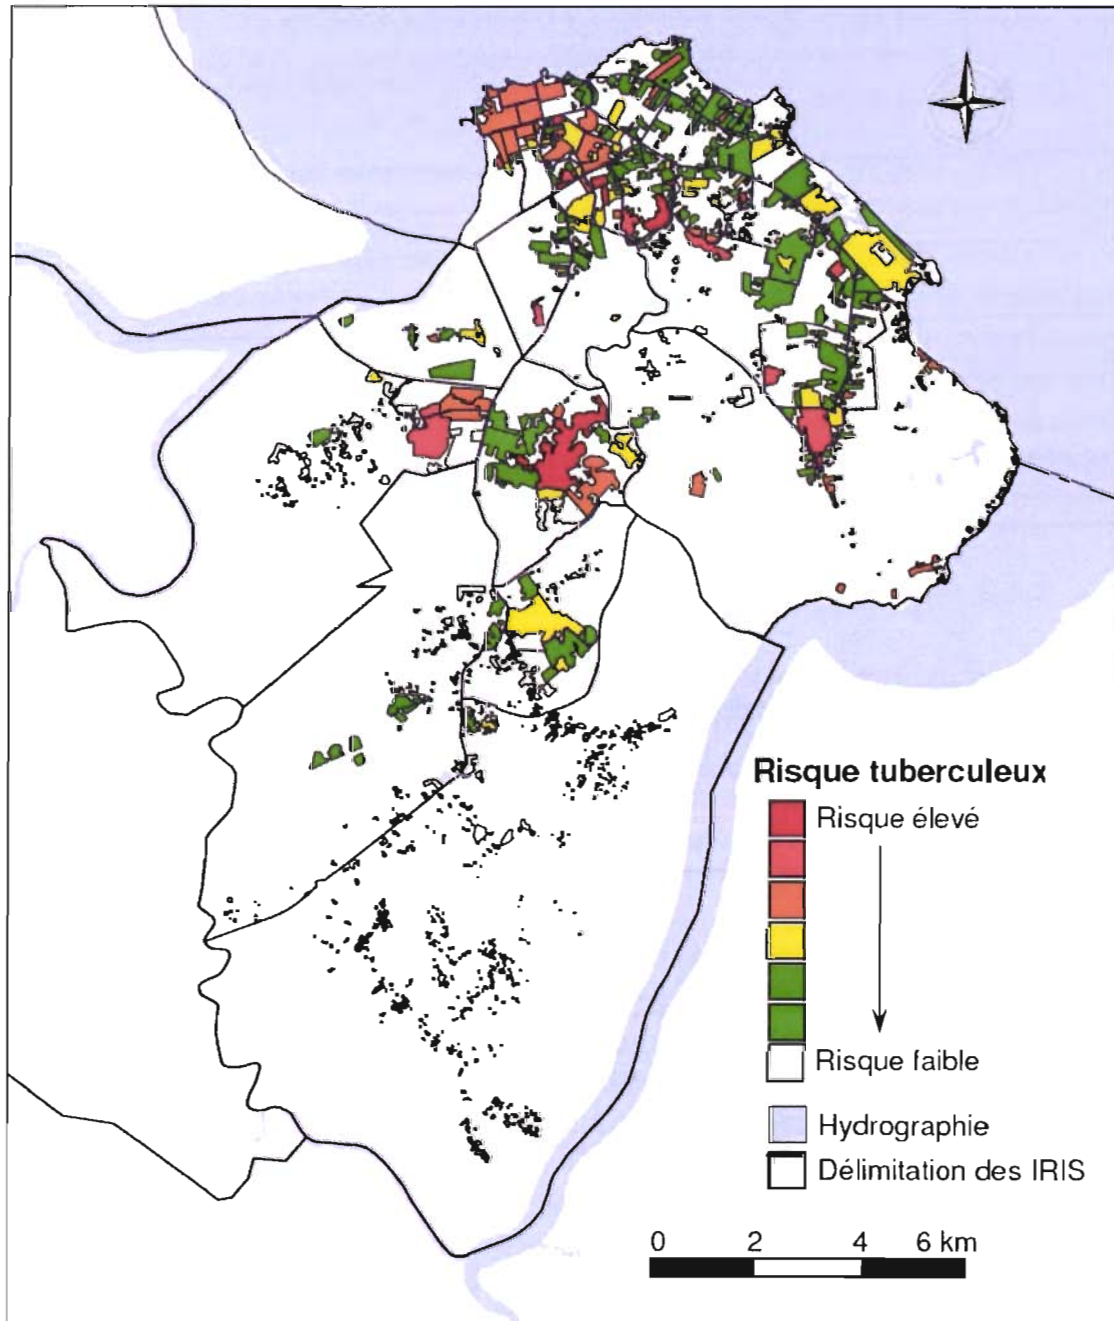 Risque tuberculeux
Risque élevé
Risque faible
Hydrographie
Délimitation des IRIS
0 2 4 6 km